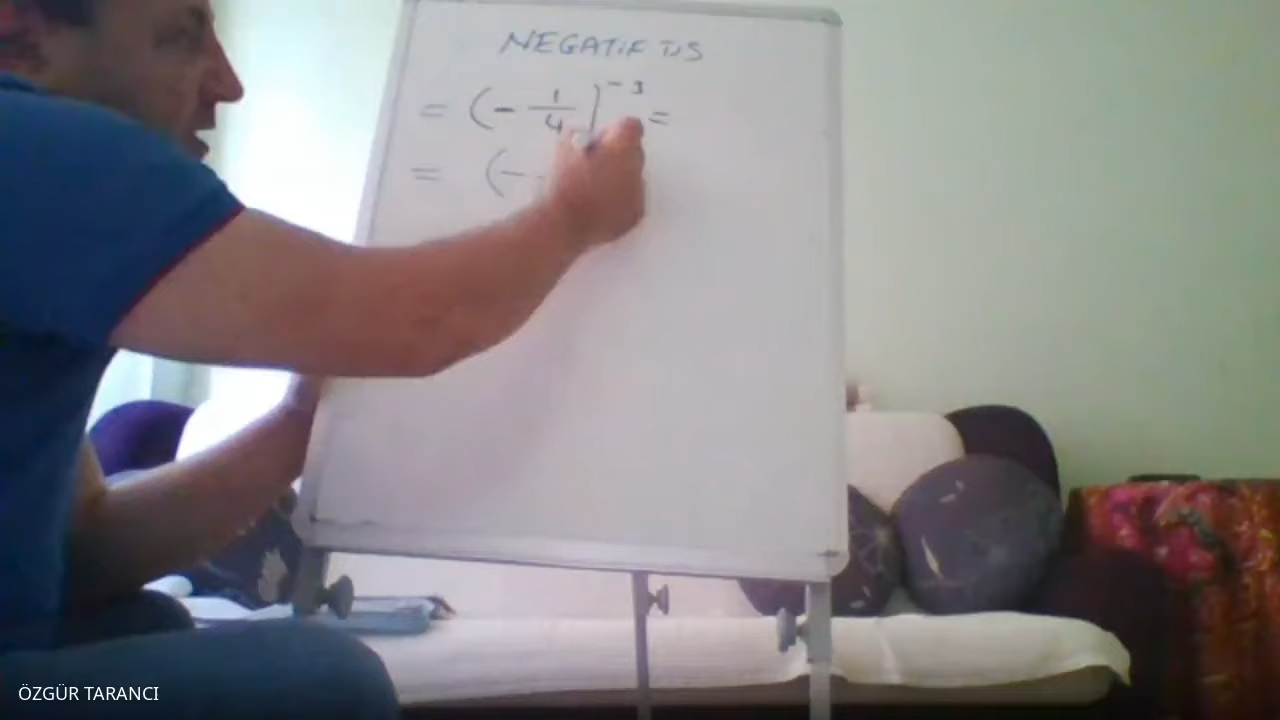 NEGATİF ÜS
= (- 1/4)^-3 =
= (-
ÖZGÜR TARANCI